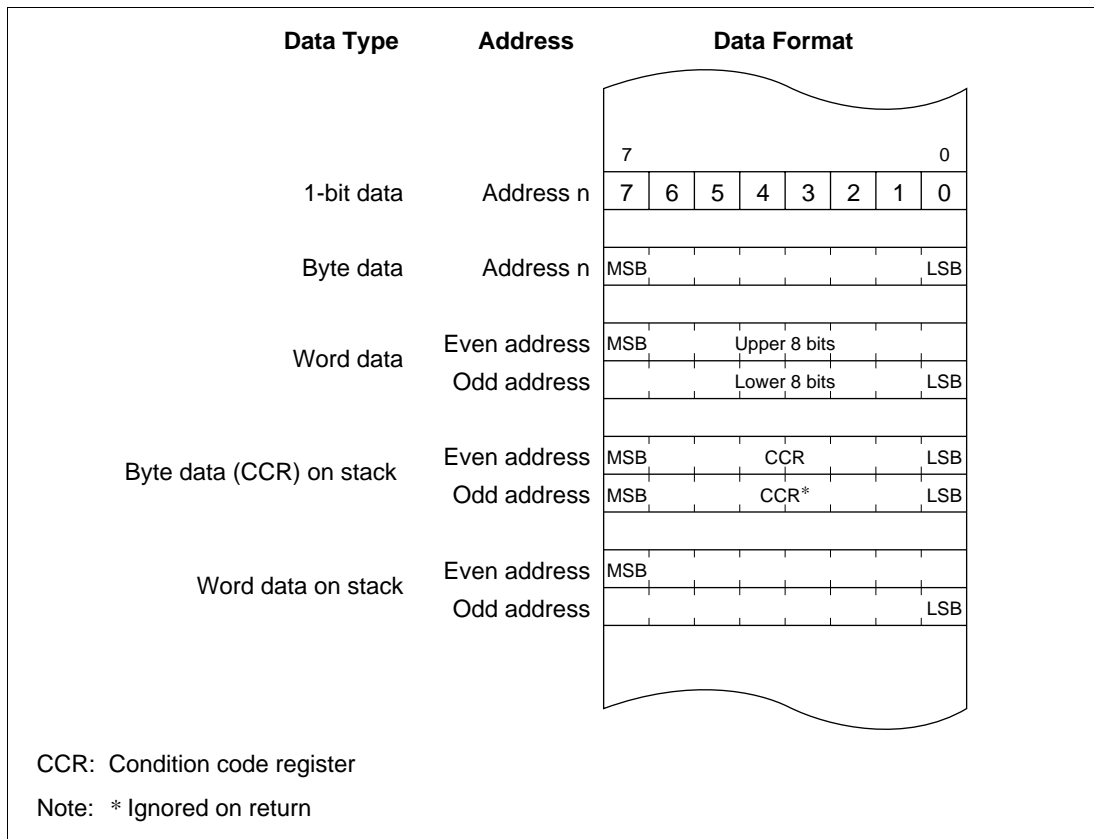 Data Type Address Data Format
7 0
1-bit data Address n 7 6 5 4 3 2 1 0
Byte data Address n MSB LSB
Word data
Even address MSB Upper 8 bits
Odd address Lower 8 bits LSB
Byte data (CCR) on stack
Even address MSB CCR LSB
Odd address MSB CCR* LSB
Word data on stack
Even address MSB
Odd address LSB
CCR: Condition code register
Note: * Ignored on return